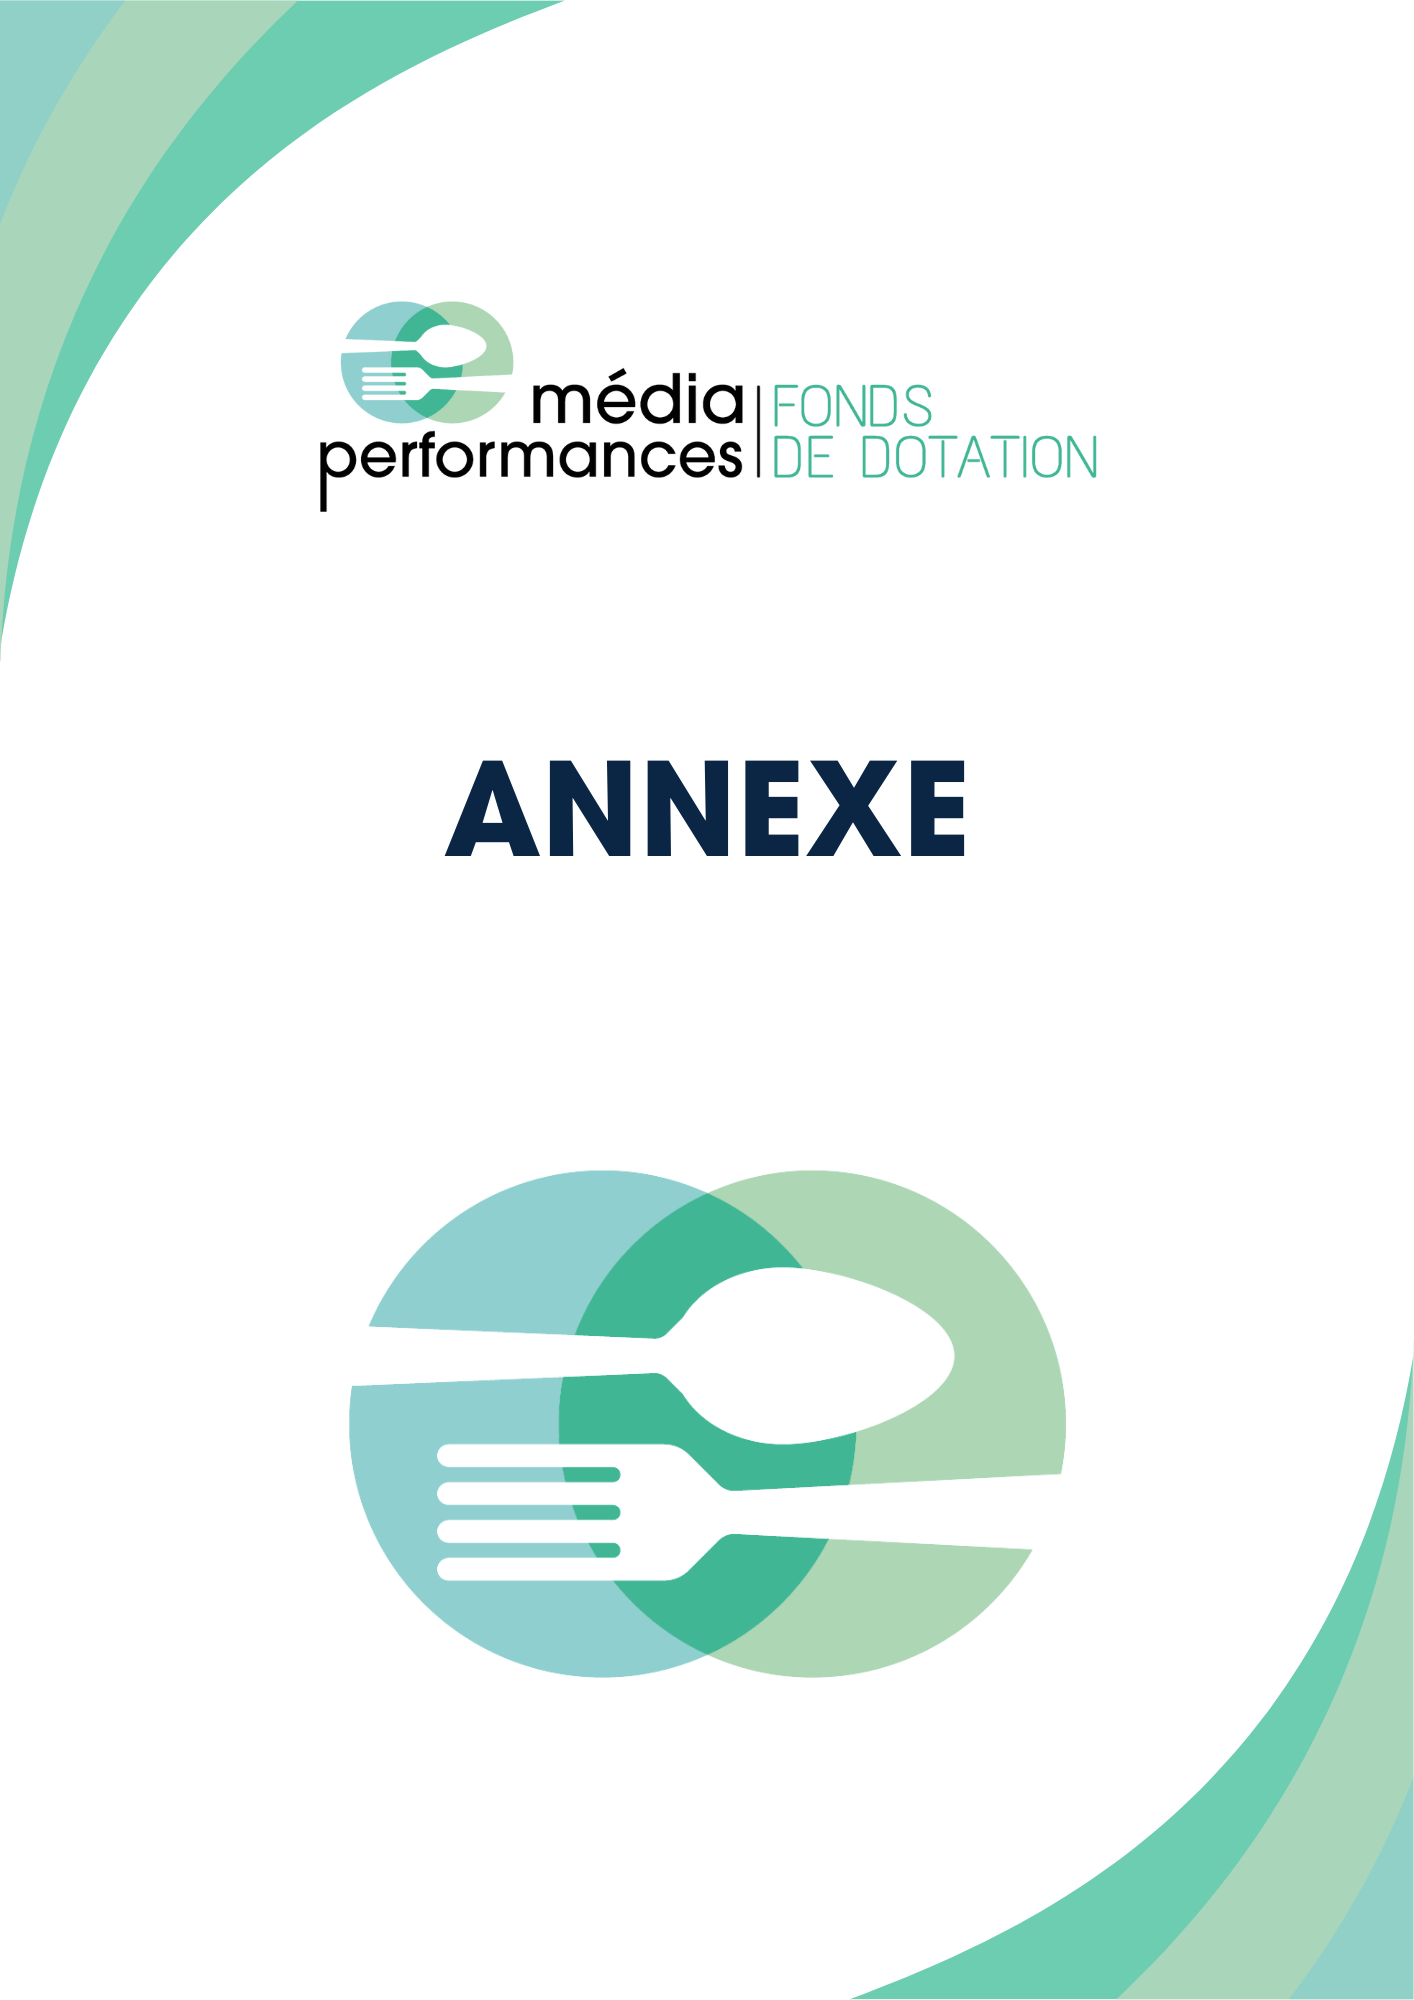 média
performances
FONDS
DE DOTATION
ANNEXE